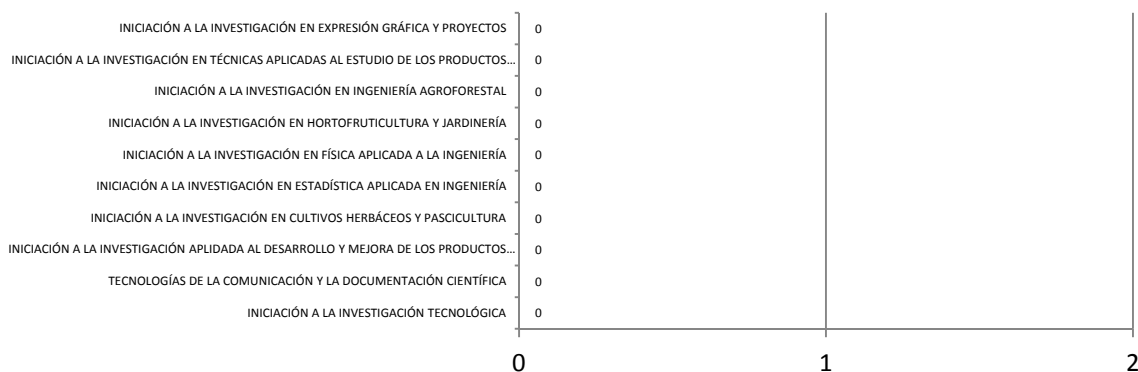 INICIACIÓN A LA INVESTIGACIÓN EN EXPRESIÓN GRÁFICA Y PROYECTOS 0
INICIACIÓN A LA INVESTIGACIÓN EN TÉCNICAS APLICADAS AL ESTUDIO DE LOS PRODUCTOS... 0
INICIACIÓN A LA INVESTIGACIÓN EN INGENIERÍA AGROFORESTAL 0
INICIACIÓN A LA INVESTIGACIÓN EN HORTOFRUTICULTURA Y JARDINERÍA 0
INICIACIÓN A LA INVESTIGACIÓN EN FÍSICA APLICADA A LA INGENIERÍA 0
INICIACIÓN A LA INVESTIGACIÓN EN ESTADÍSTICA APLICADA EN INGENIERÍA 0
INICIACIÓN A LA INVESTIGACIÓN EN CULTIVOS HERBÁCEOS Y PASCICULTURA 0
INICIACIÓN A LA INVESTIGACIÓN APLIDADA AL DESARROLLO Y MEJORA DE LOS PRODUCTOS... 0
TECNOLOGÍAS DE LA COMUNICACIÓN Y LA DOCUMENTACIÓN CIENTÍFICA 0
INICIACIÓN A LA INVESTIGACIÓN TECNOLÓGICA 0
0 1 2